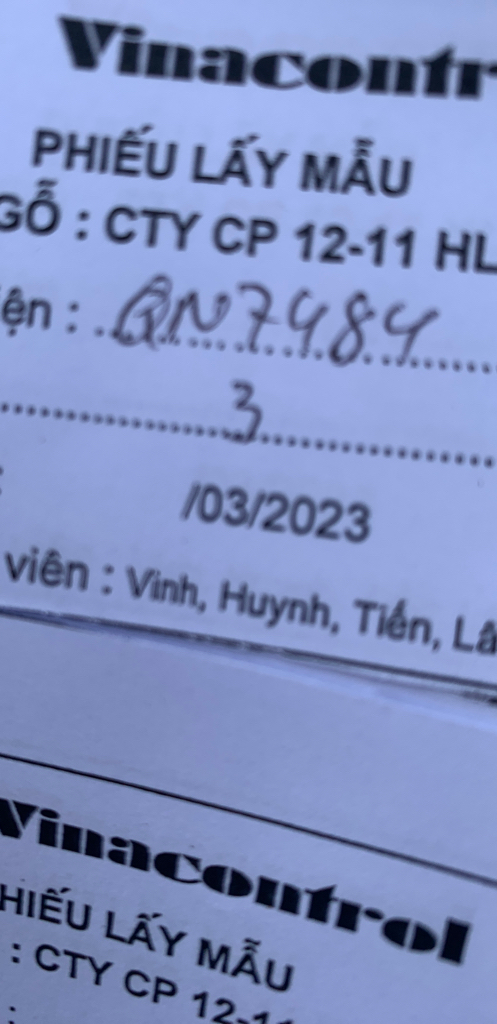 Vinacontr
PHIẾU LẤY MẪU
GỖ : CTY CP 12-11 HL
ện : QN7484
3
/03/2023
viên : Vinh, Huynh, Tiến, Lâ
Vinacontrol
HIẾU LẤY MẪU
: CTY CP 12-11
: